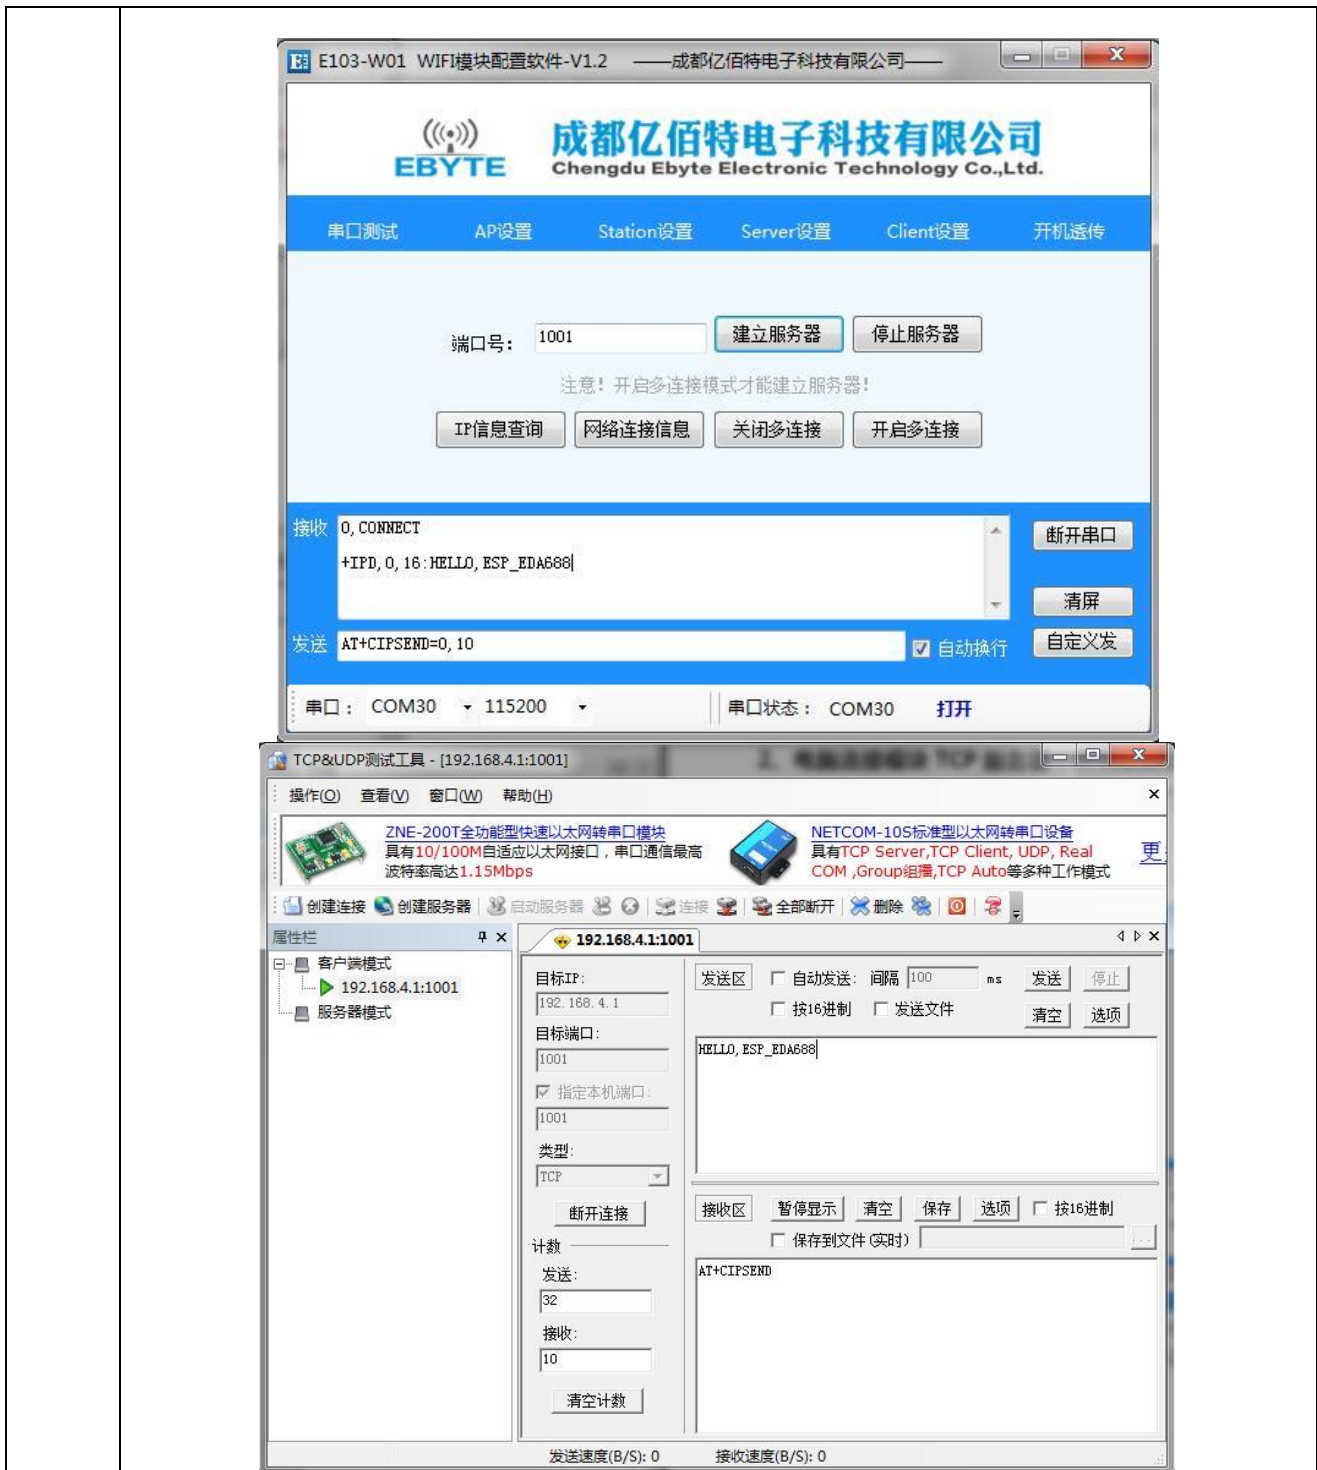 E103-W01 WIFI模块配置软件-V1.2 ——成都亿佰特电子科技有限公司——
EBYTE
成都亿佰特电子科技有限公司
Chengdu Ebyte Electronic Technology Co.,Ltd.
串口测试 AP设置 Station设置 Server设置 Client设置 开机透传
端口号： 1001 建立服务器 停止服务器
注意！开启多连接模式才能建立服务器！
IP信息查询 网络连接信息 关闭多连接 开启多连接
接收 0,CONNECT
断开串口
+IPD,0,16:HELLO,ESP_EDA688
清屏
发送 AT+CIPSEND=0,10 自动换行 自定义发
串口： COM30 115200 串口状态： COM30 打开
TCP&UDP测试工具 - [192.168.4.1:1001]
操作(O) 查看(V) 窗口(W) 帮助(H)
ZNE-200T全功能型快速以太网转串口模块
具有10/100M自适应以太网接口，串口通信最高
波特率高达1.15Mbps
NETCOM-10S标准型以太网转串口设备
具有TCP Server,TCP Client, UDP, Real
COM ,Group组播,TCP Auto等多种工作模式
更
创建连接 创建服务器 启动服务器 连接 全部断开 删除
属性栏
192.168.4.1:1001
客户端模式
192.168.4.1:1001
服务器模式
目标IP:
192.168.4.1
目标端口:
1001
指定本机端口:
1001
类型:
TCP
断开连接
计数
发送:
32
接收:
10
清空计数
发送区 自动发送: 间隔 100 ms 发送 停止
按16进制 发送文件 清空 选项
HELLO,ESP_EDA688
接收区 暂停显示 清空 保存 选项 按16进制
保存到文件(实时) ...
AT+CIPSEND
发送速度(B/S): 0 接收速度(B/S): 0